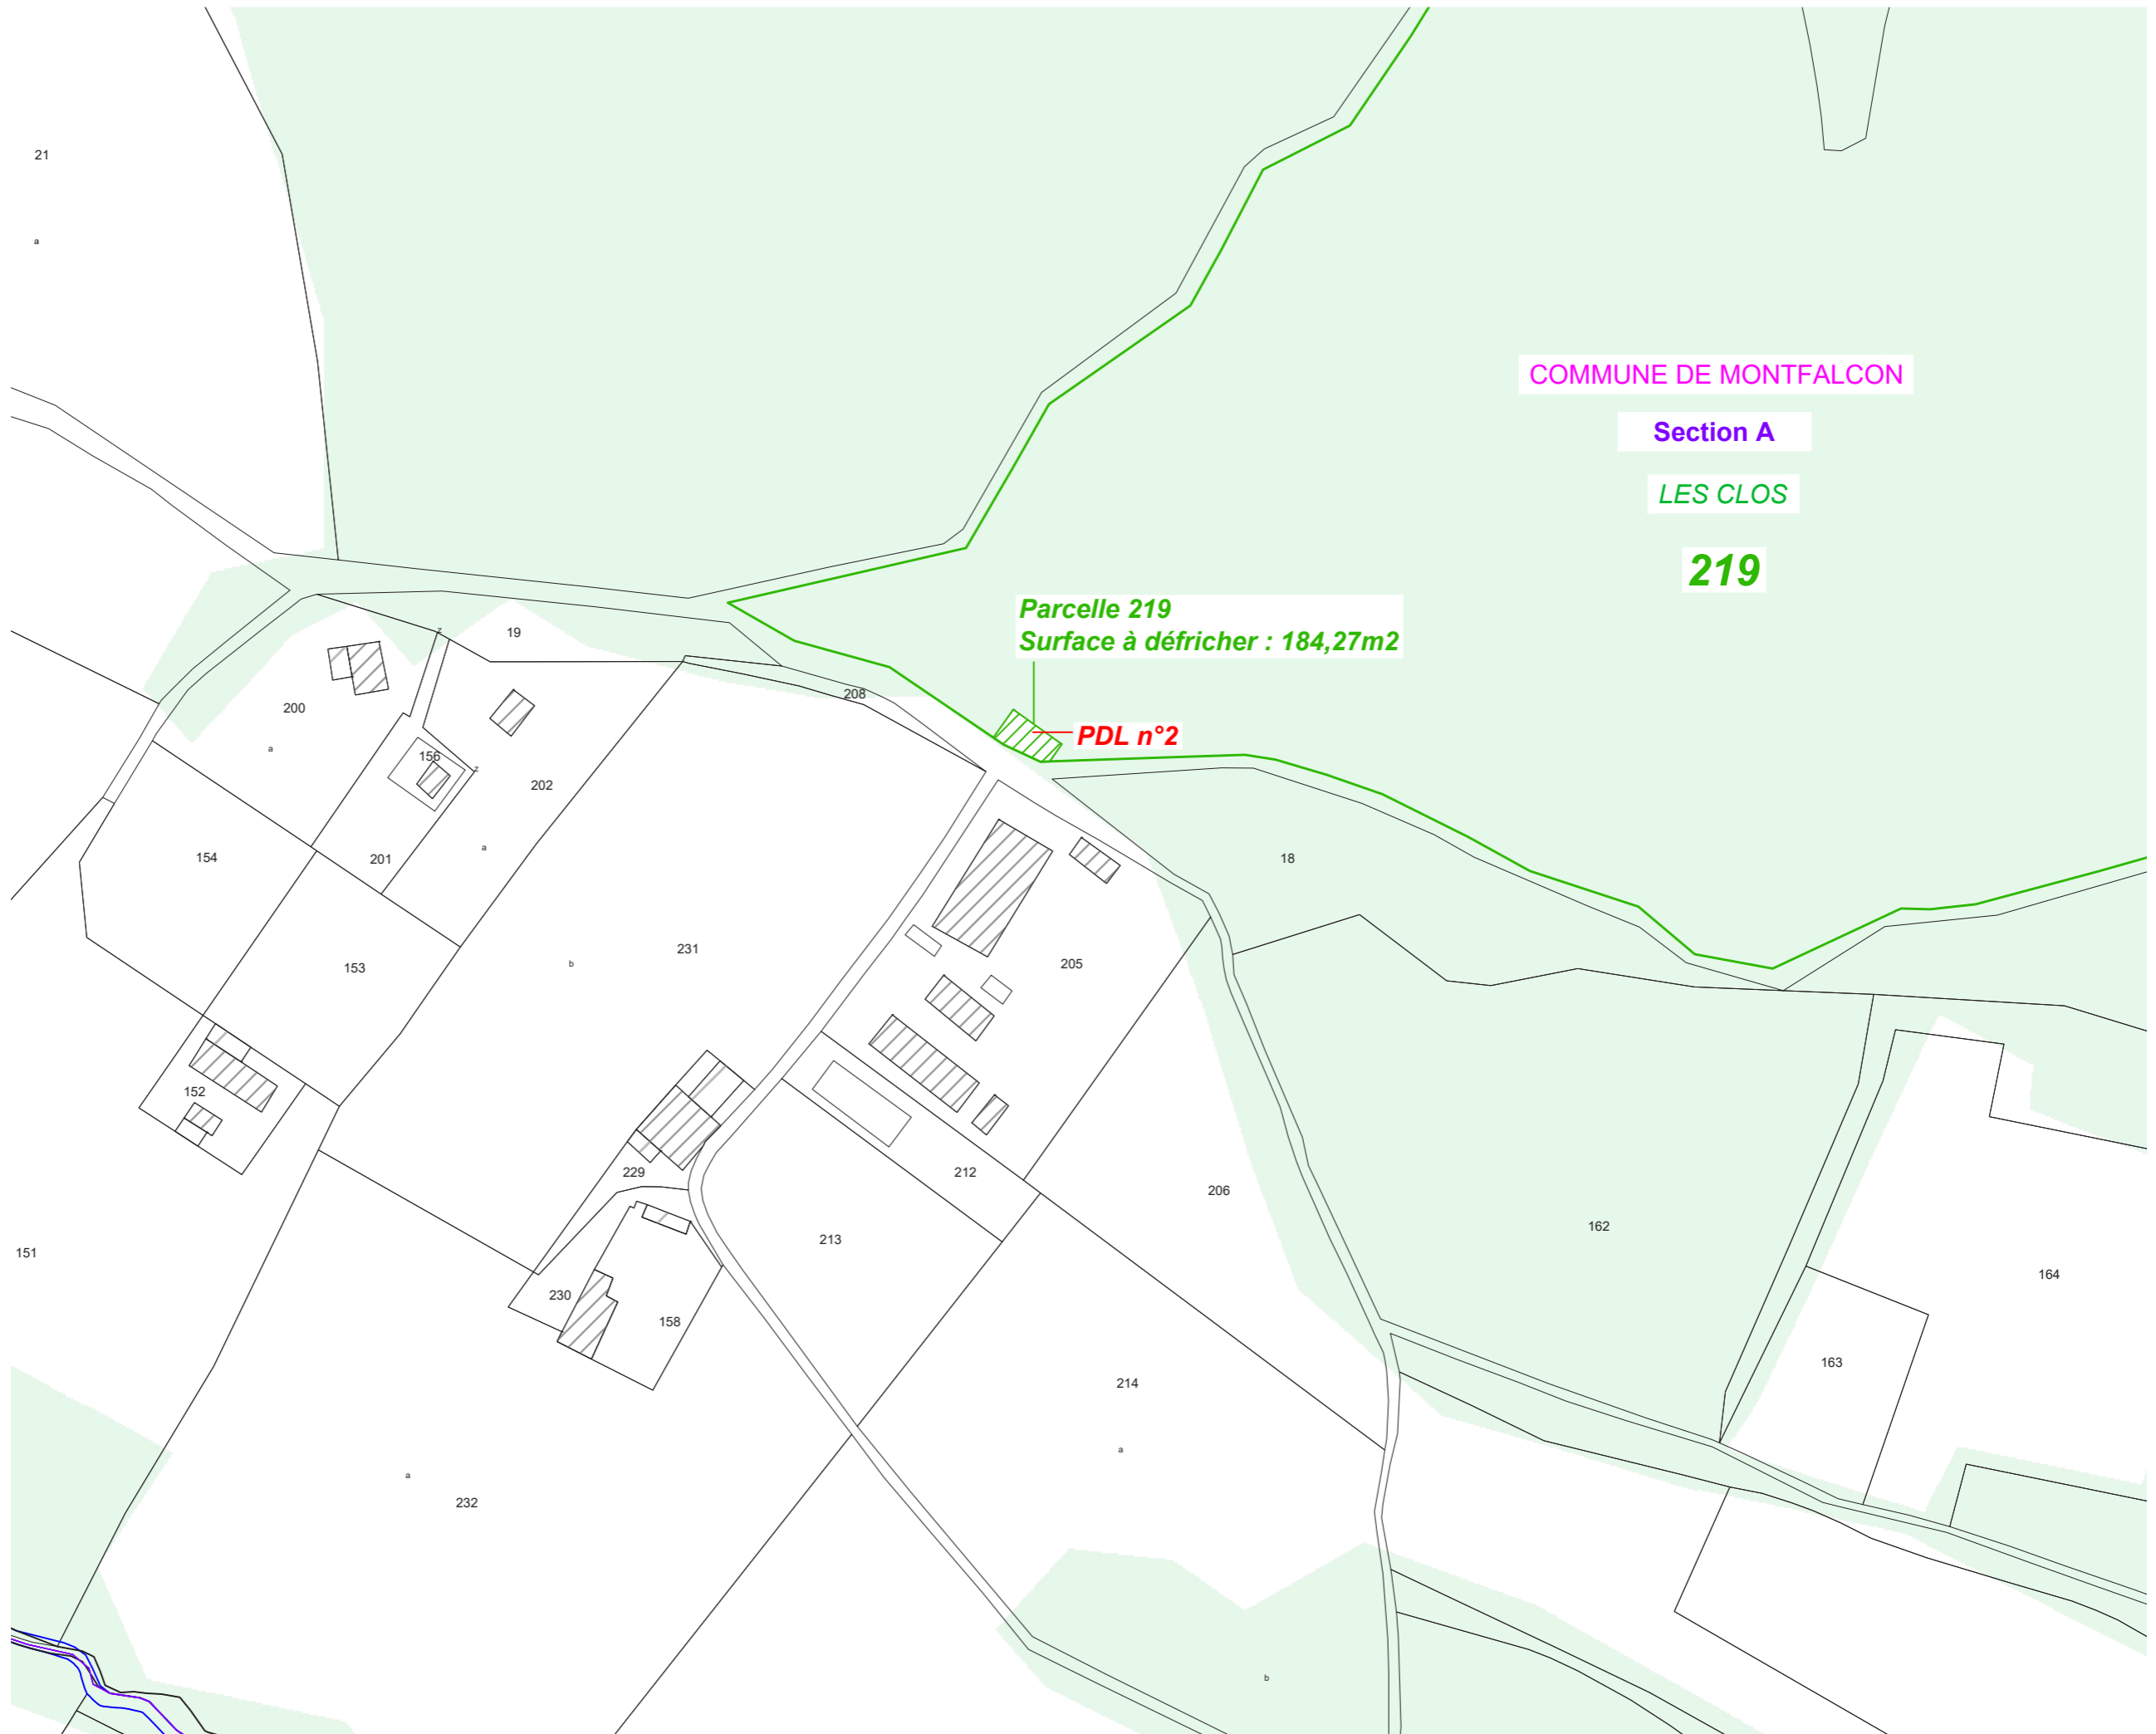 21
a
COMMUNE DE MONTFALCON
Section A
LES CLOS
219
Parcelle 219
Surface à défricher : 184,27m2
PDL n°2
z
19
208
200
a
156
z
202
154
201
a
18
231
b
153
205
152
229
212
206
213
162
151
164
230
158
163
214
a
a
232
b